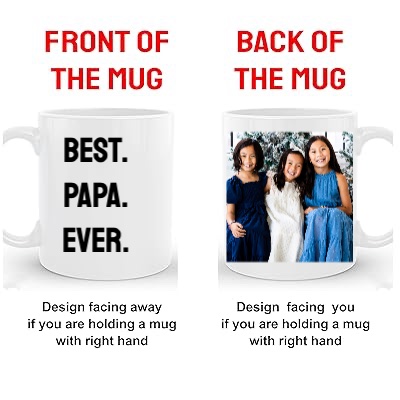 FRONT OF
THE MUG
BEST.
PAPA.
EVER.
Design facing away
if you are holding a mug
with right hand
BACK OF
THE MUG
Design facing you
if you are holding a mug
with right hand